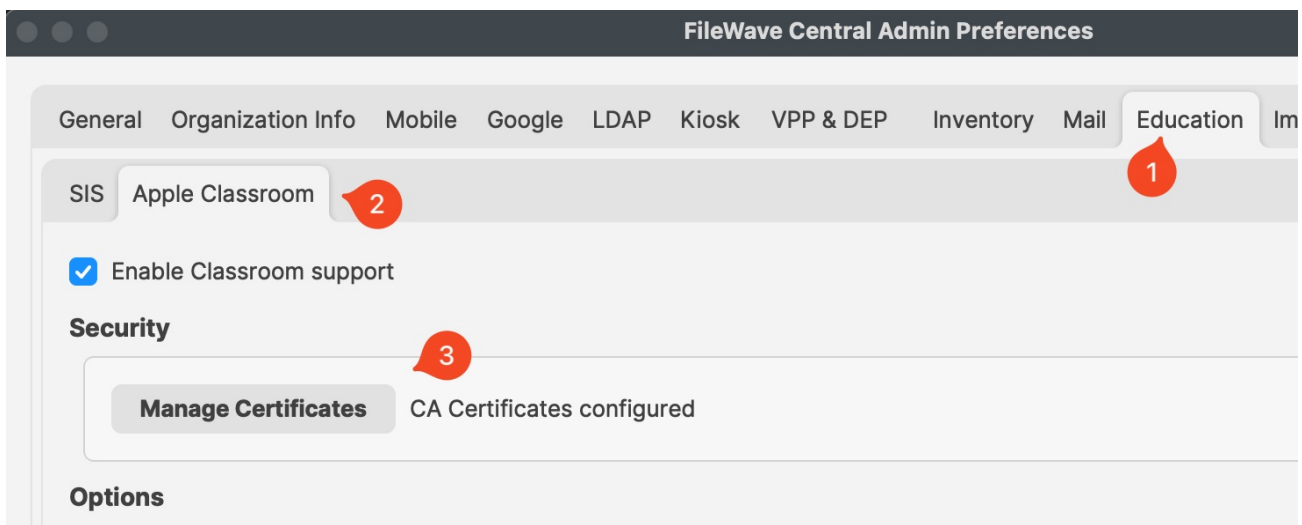 FileWave Central Admin Preferences
General Organization Info Mobile Google LDAP Kiosk VPP & DEP Inventory Mail Education
1
SIS Apple Classroom 2
Enable Classroom support
Security
3
Manage Certificates CA Certificates configured
Options